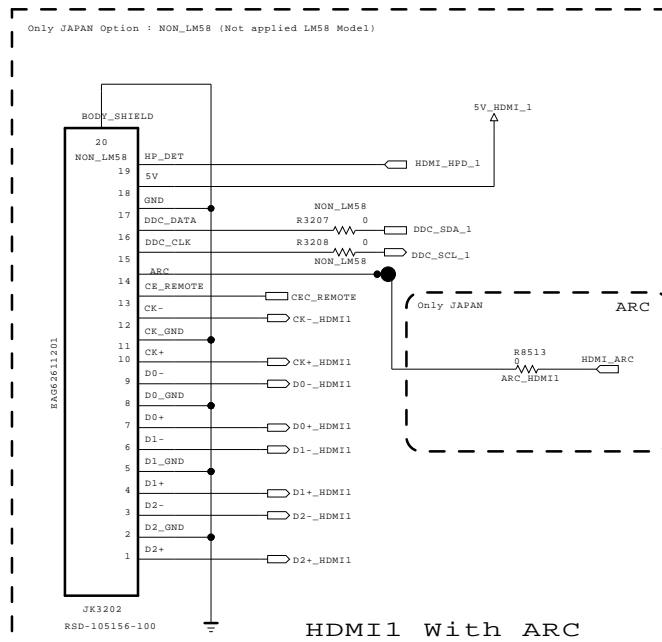 Only JAPAN Option : NON_LM58 (Not applied LM58 Model)
5V_HDMI_1
BODY_SHIELD
20
NON_LM58
HP_DET
19
HDMI_HPD_1
5V
18
GND
NON_LM58
17
DDC_DATA
R3207
0
DDC_SDA_1
16
DDC_CLK
R3208
0
DDC_SCL_1
15
NON_LM58
ARC
14
CE_REMOTE
13
CEC_REMOTE
Only JAPAN
ARC
CK-
12
CK-_HDMI1
CK_GND
11
CK+
10
CK+_HDMI1
R8513
0
HDMI_ARC
ARC_HDMI1
D0-
9
D0-_HDMI1
EAG62611201
D0_GND
8
D0+
7
D0+_HDMI1
D1-
6
D1-_HDMI1
D1_GND
5
D1+
4
D1+_HDMI1
D2-
3
D2-_HDMI1
D2_GND
2
D2+
1
D2+_HDMI1
JK3202
RSD-105156-100
HDMI1 With ARC